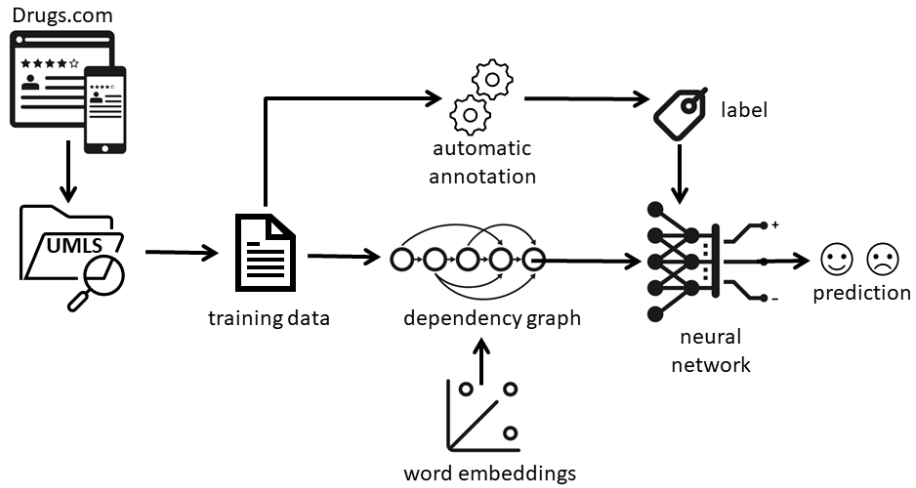 Drugs.com
automatic
annotation
label
UMLS
training data
dependency graph
neural
network
+
-
prediction
word embeddings